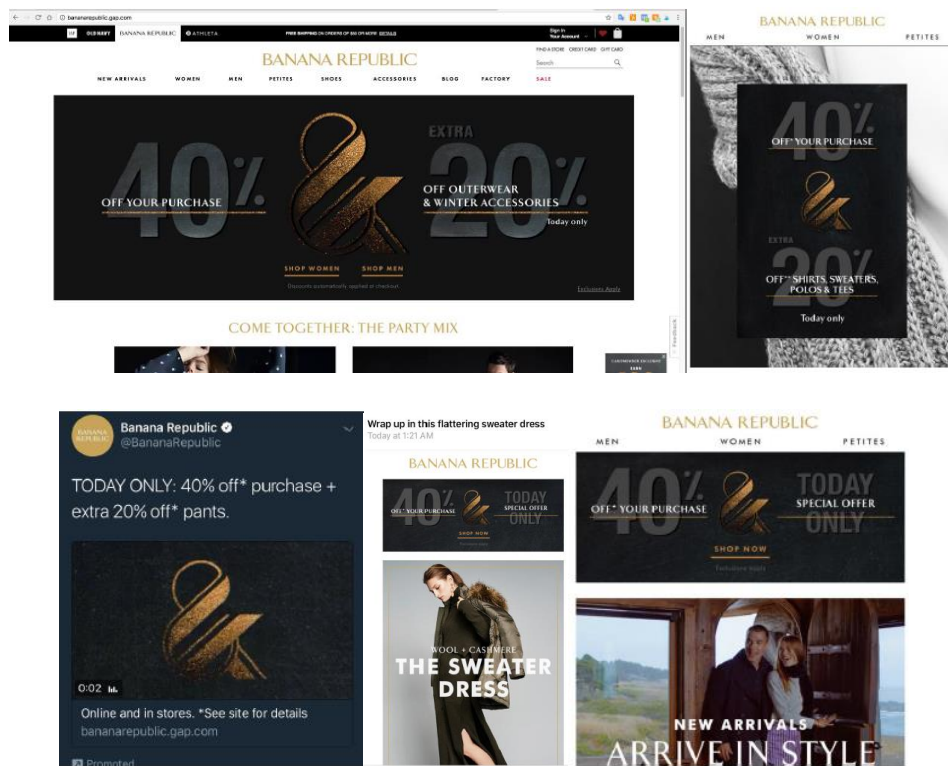 bananarepublic.gap.com
OLD NAVY BANANA REPUBLIC ATHLETA FREE SHIPPING ON ORDERS OF $50 OR MORE DETAILS Sign In
Your Account
FIND A STORE CREDIT CARD GIFT CARD
BANANA REPUBLIC
Search
NEW ARRIVALS WOMEN MEN PETITES SHOES ACCESSORIES BLOG FACTORY SALE
40%
OFF YOUR PURCHASE
&
EXTRA
20%
OFF OUTERWEAR
& WINTER ACCESSORIES
Today only
SHOP WOMEN SHOP MEN
Discounts automatically applied at checkout.
Exclusions Apply
Feedback
COME TOGETHER: THE PARTY MIX
BANANA REPUBLIC
MEN WOMEN PETITES
40%
OFF* YOUR PURCHASE
&
EXTRA
20%
OFF** SHIRTS, SWEATERS,
POLOS & TEES
Today only
BANANA
REPUBLIC
Banana Republic
@BananaRepublic
TODAY ONLY: 40% off* purchase +
extra 20% off* pants.
&
0:02
Online and in stores. *See site for details
bananarepublic.gap.com
Promoted
Wrap up in this flattering sweater dress
Today at 1:21 AM
BANANA REPUBLIC
40%
OFF* YOUR PURCHASE
&
TODAY
SPECIAL OFFER
ONLY
SHOP NOW
WOOL + CASHMERE
THE SWEATER
DRESS
BANANA REPUBLIC
MEN WOMEN PETITES
40%
OFF* YOUR PURCHASE
&
TODAY
SPECIAL OFFER
ONLY
SHOP NOW
Exclusions Apply
NEW ARRIVALS
ARRIVE IN STYLE